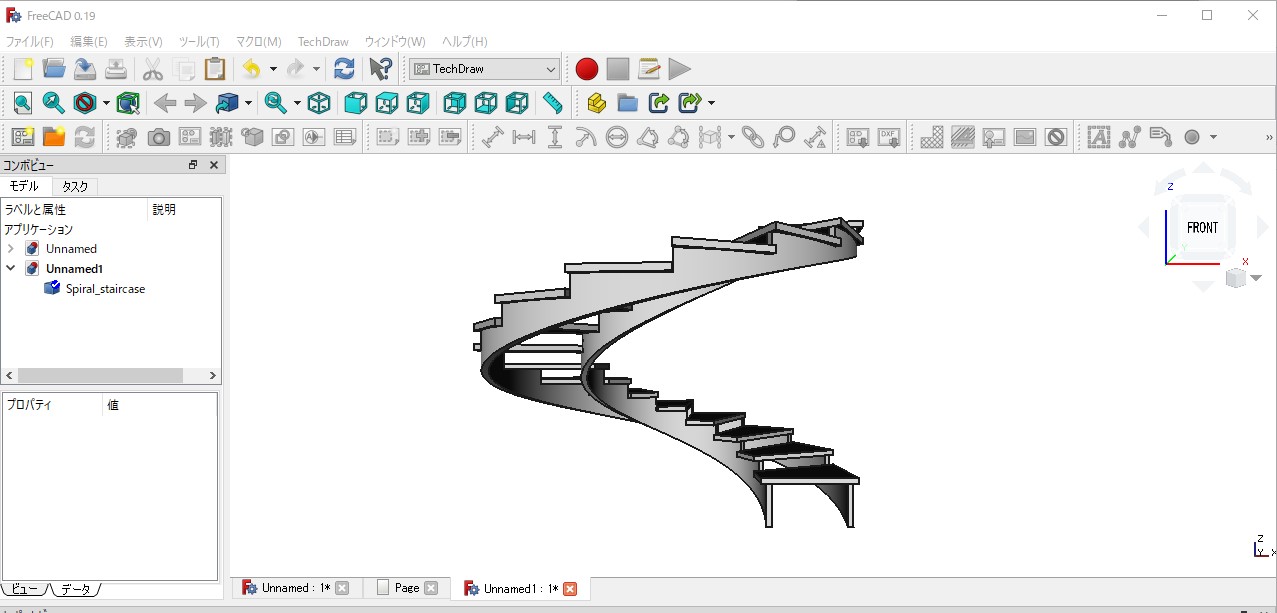 FreeCAD 0.19
ファイル(F) 編集(E) 表示(V) ツール(T) マクロ(M) TechDraw ウィンドウ(W) ヘルプ(H)
TechDraw
DXF
コンボビュー
モデル タスク
ラベルと属性 説明
アプリケーション
Unnamed
Unnamed1
Spiral_staircase
プロパティ 値
Z
FRONT
Y
X
Z
Y X
ビュー データ
Unnamed : 1* Page Unnamed1 : 1*